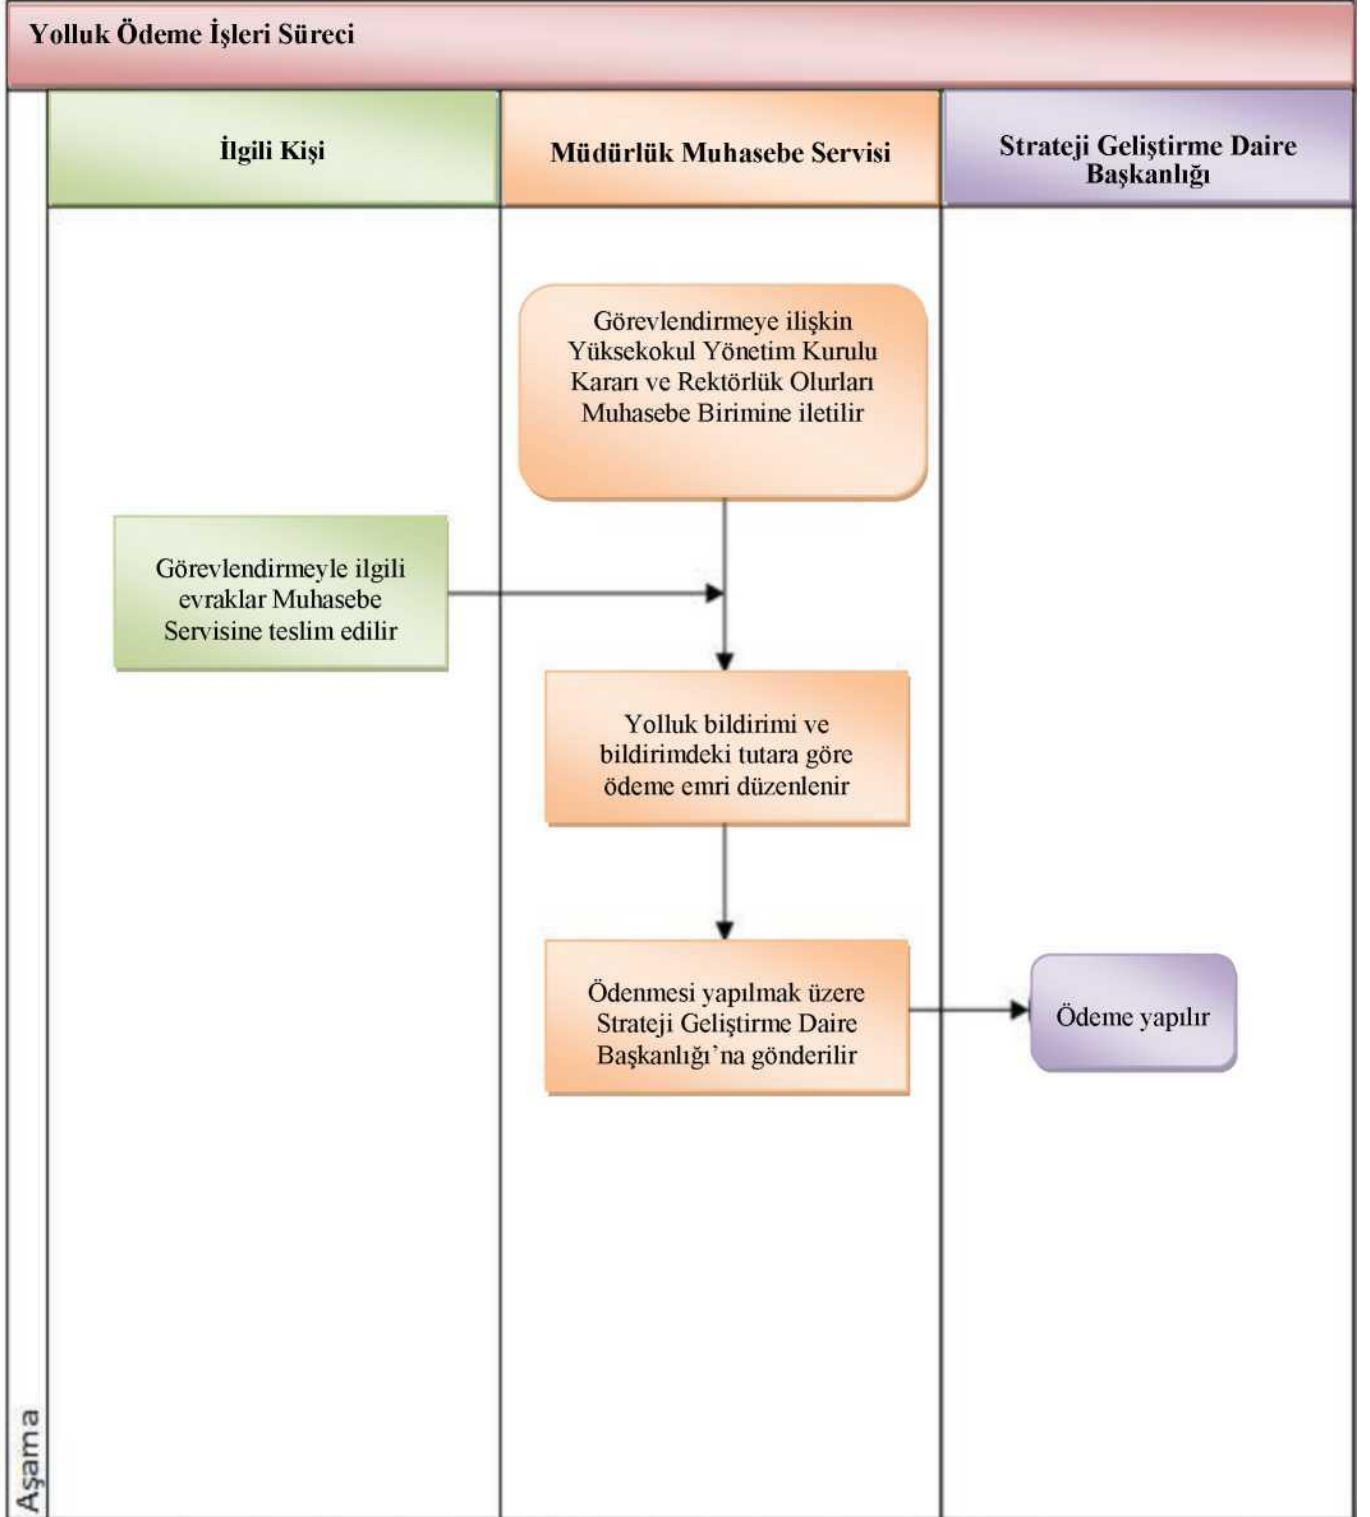 Yolluk Ödeme İşleri Süreci
İlgili Kişi
Müdürlük Muhasebe Servisi
Strateji Geliştirme Daire
Başkanlığı
Görevlendirmeye ilişkin
Yüksekokul Yönetim Kurulu
Kararı ve Rektörlük Olurları
Muhasebe Birimine iletilir
Görevlendirmeyle ilgili
evraklar Muhasebe
Servisine teslim edilir
Yolluk bildirimi ve
bildirimdeki tutara göre
ödeme emri düzenlenir
Ödenmesi yapılmak üzere
Strateji Geliştirme Daire
Başkanlığı’na gönderilir
Ödeme yapılır
Aşama